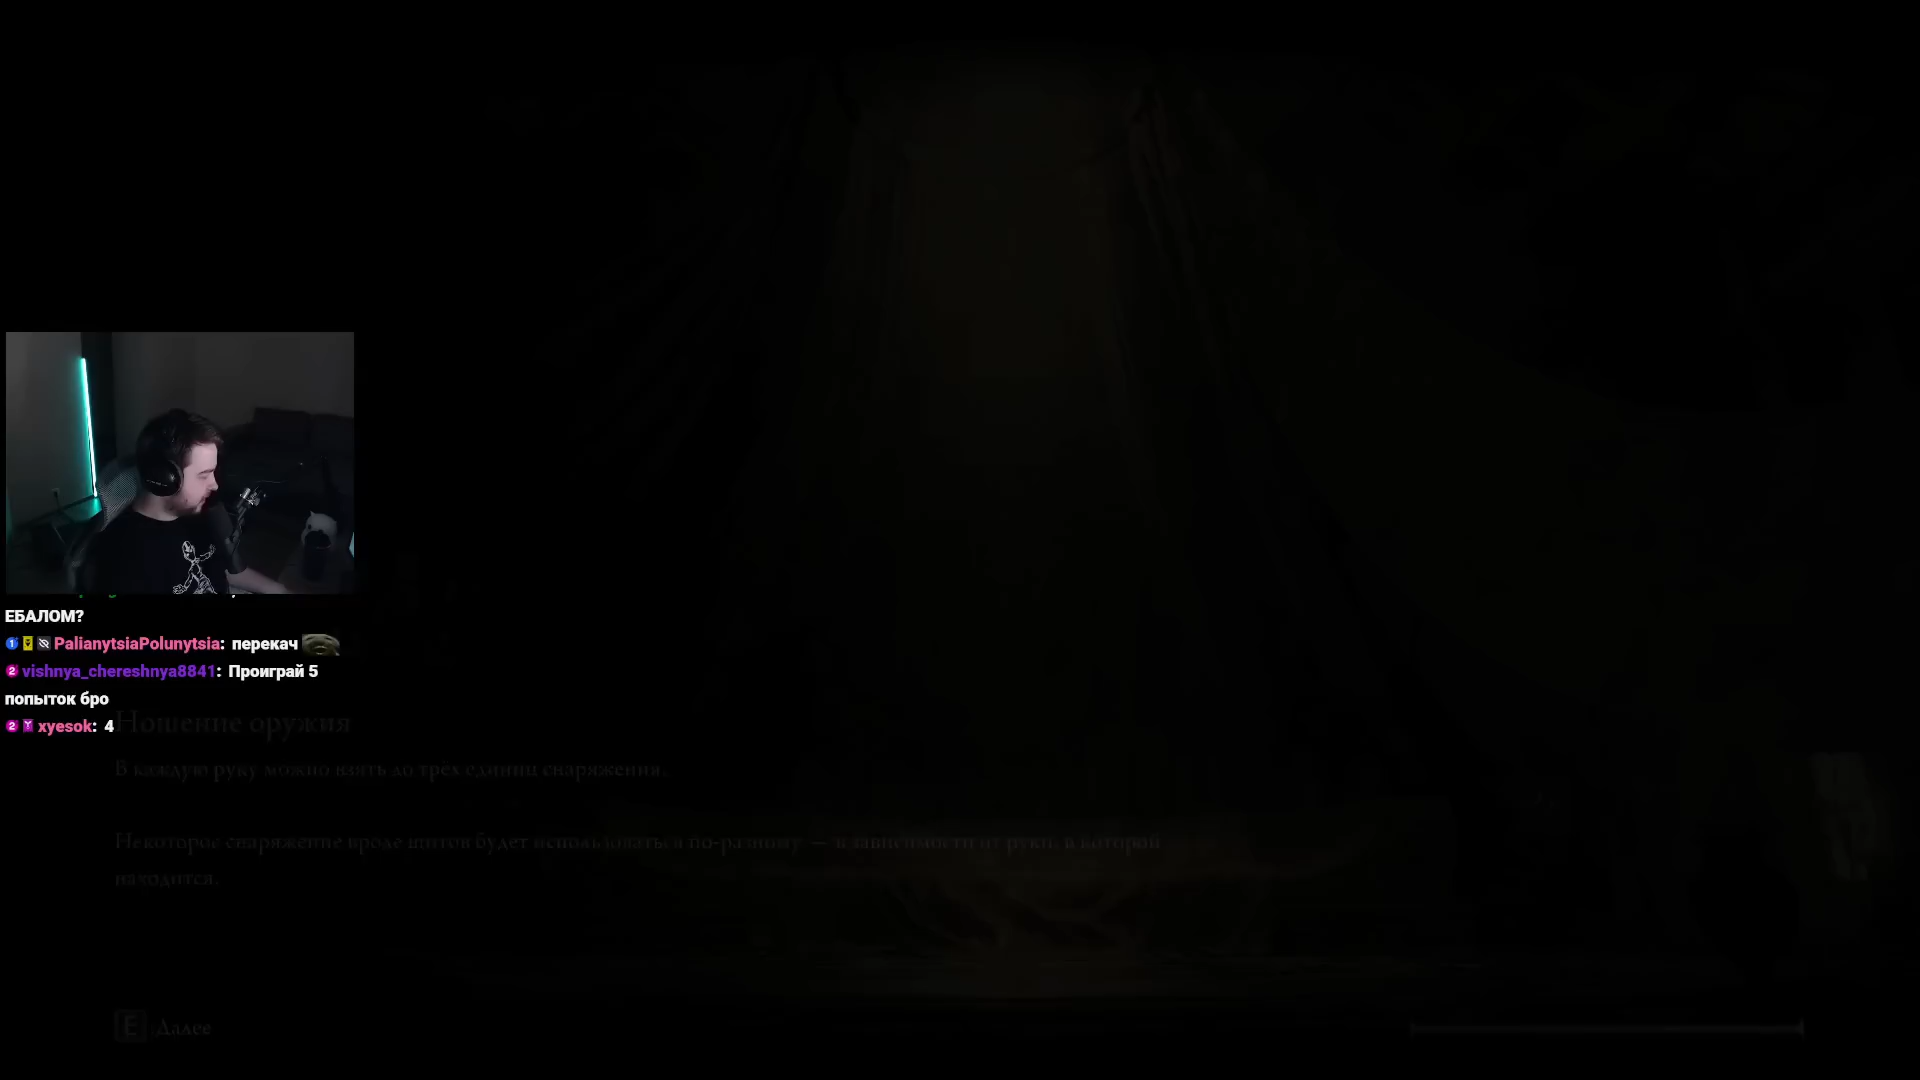 ЕБАЛОМ?
PalianytsiaPolunytsia: перекач
vishnya_chereshnya8841: Проиграй 5
попыток бро
xyesok: 4
Ношение оружия
В каждую руку можно взять до трёх единиц снаряжения.
Некоторое снаряжение вроде щитов будет использоваться по-разному — в зависимости от руки, в которой
находится.
E Далее